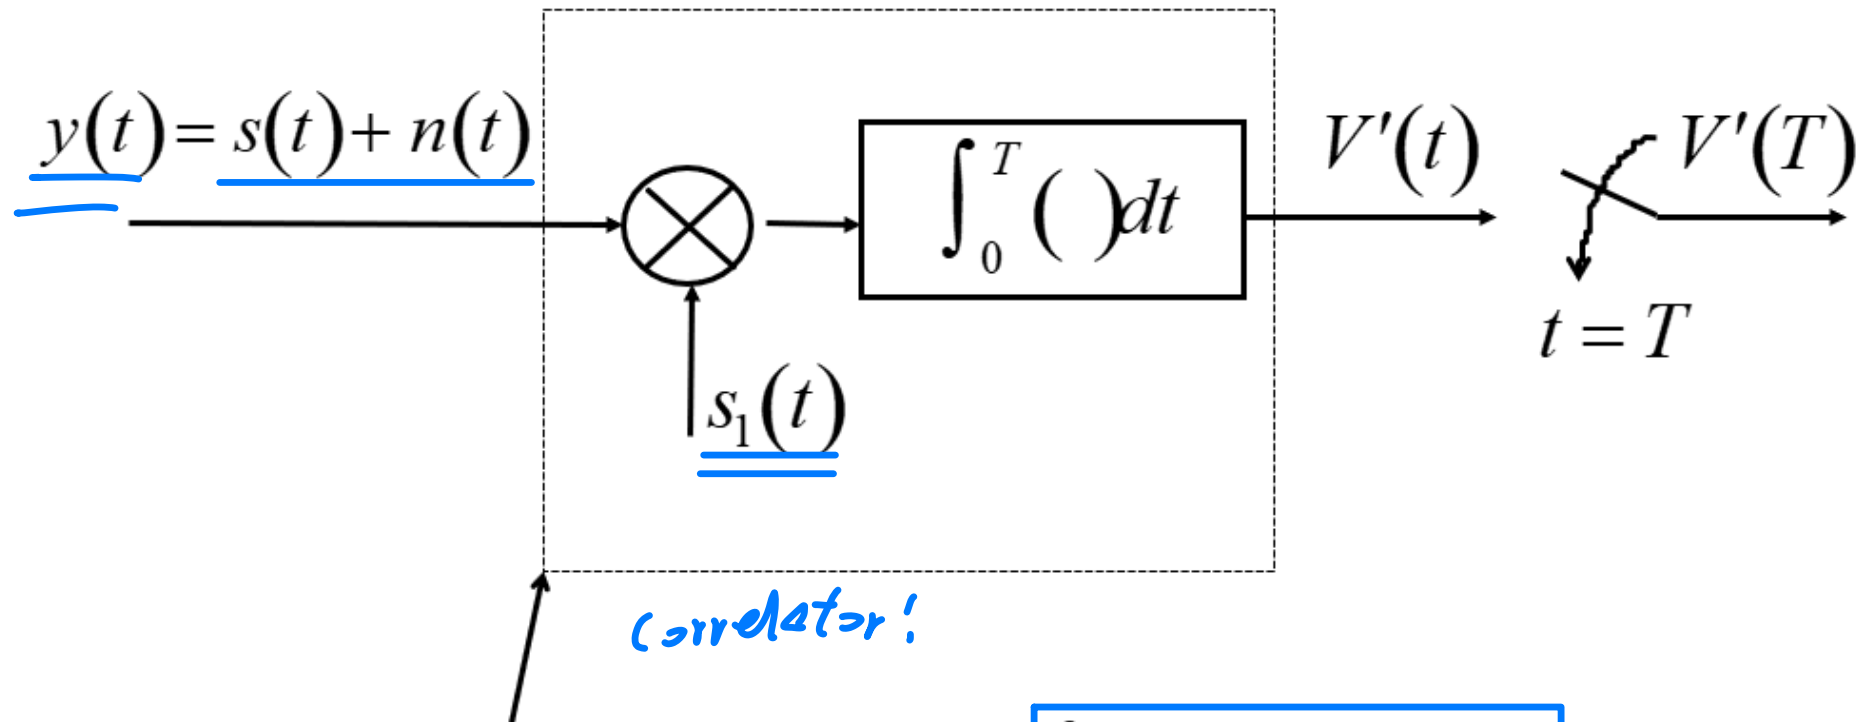 y(t) = s(t) + n(t)
∫₀ᵀ ( )dt
V'(t)
V'(T)
t = T
s₁(t)
correlator!